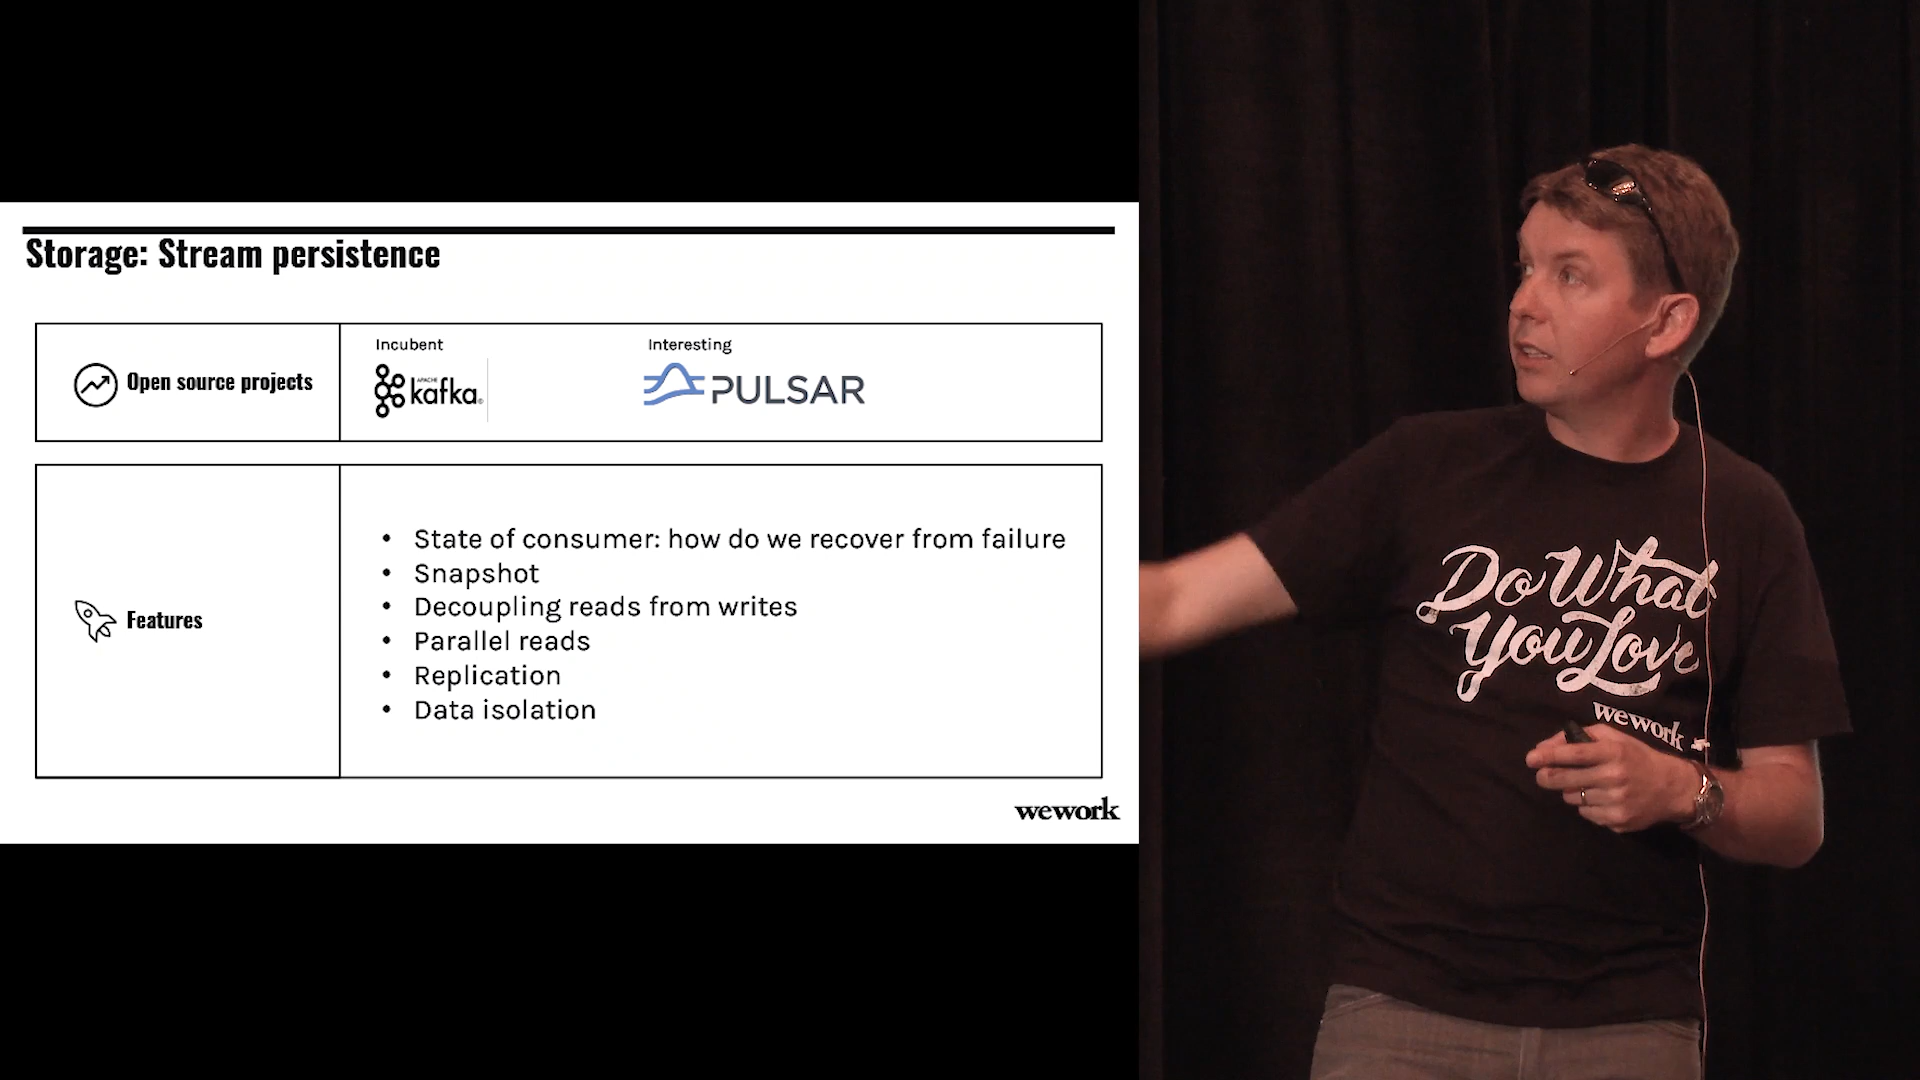 Storage: Stream persistence
Open source projects
Incubent
APACHE
kafka®
Interesting
PULSAR
Features
• State of consumer: how do we recover from failure
• Snapshot
• Decoupling reads from writes
• Parallel reads
• Replication
• Data isolation
wework
Do What
You Love
wework